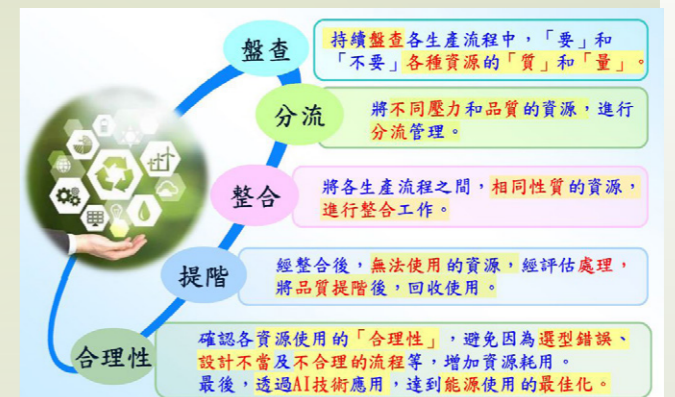 盤查
持續盤查各生產流程中，「要」和
「不要」各種資源的「質」和「量」。
分流
將不同壓力和品質的資源，進行
分流管理。
整合
將各生產流程之間，相同性質的資源，
進行整合工作。
提階
經整合後，無法使用的資源，經評估處理，
將品質提階後，回收使用。
合理性
確認各資源使用的「合理性」，避免因為選型錯誤、
設計不當及不合理的流程等，增加資源耗用。
最後，透過AI技術應用，達到能源使用的最佳化。